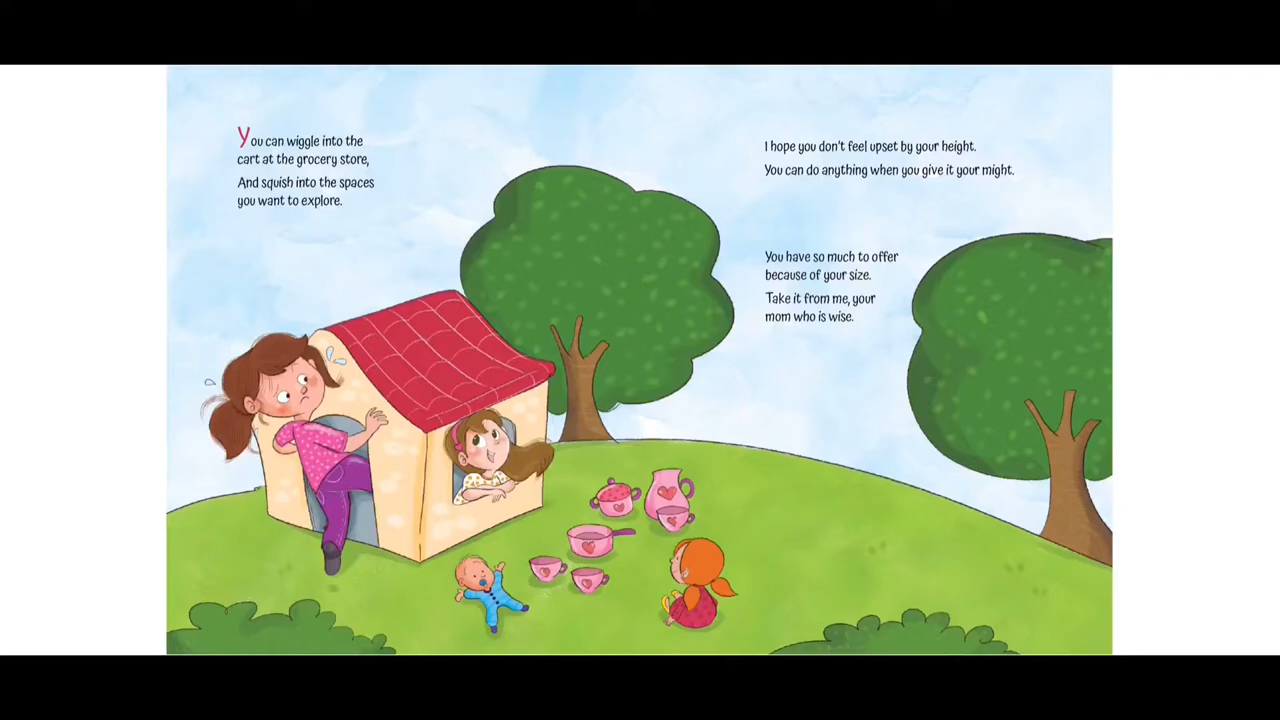 You can wiggle into the
cart at the grocery store,
And squish into the spaces
you want to explore.
I hope you don't feel upset by your height.
You can do anything when you give it your might.
You have so much to offer
because of your size.
Take it from me, your
mom who is wise.